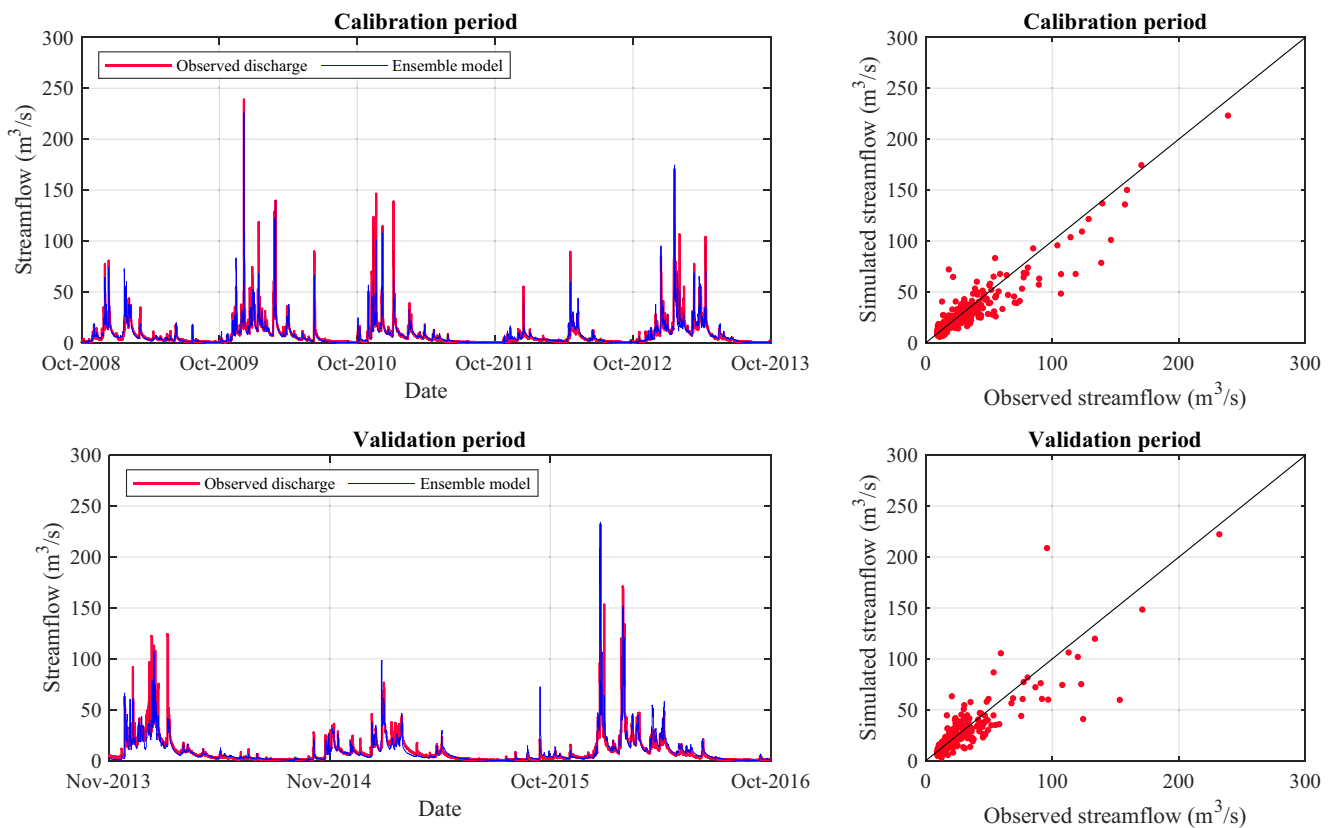 Calibration period
Streamflow (m³/s)
300
250
200
150
100
50
0
Observed discharge
Ensemble model
Oct-2008
Oct-2009
Oct-2010
Oct-2011
Oct-2012
Oct-2013
Date
Calibration period
Simulated streamflow (m³/s)
300
250
200
150
100
50
0
0
100
200
300
Observed streamflow (m³/s)
Validation period
Streamflow (m³/s)
300
250
200
150
100
50
0
Observed discharge
Ensemble model
Nov-2013
Nov-2014
Oct-2015
Oct-2016
Date
Validation period
Simulated streamflow (m³/s)
300
250
200
150
100
50
0
0
100
200
300
Observed streamflow (m³/s)